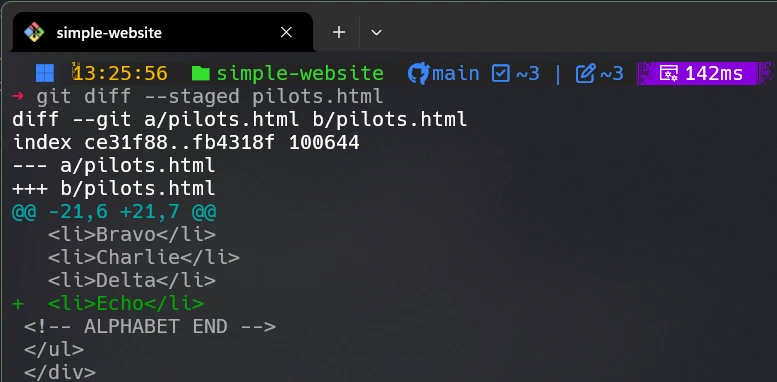 simple-website
13:25:56 simple-website main ~3 | ~3 142ms
→ git diff --staged pilots.html
diff --git a/pilots.html b/pilots.html
index ce31f88..fb4318f 100644
--- a/pilots.html
+++ b/pilots.html
@@ -21,6 +21,7 @@
   <li>Bravo</li>
   <li>Charlie</li>
   <li>Delta</li>
+  <li>Echo</li>
 <!-- ALPHABET END -->
 </ul>
 </div>